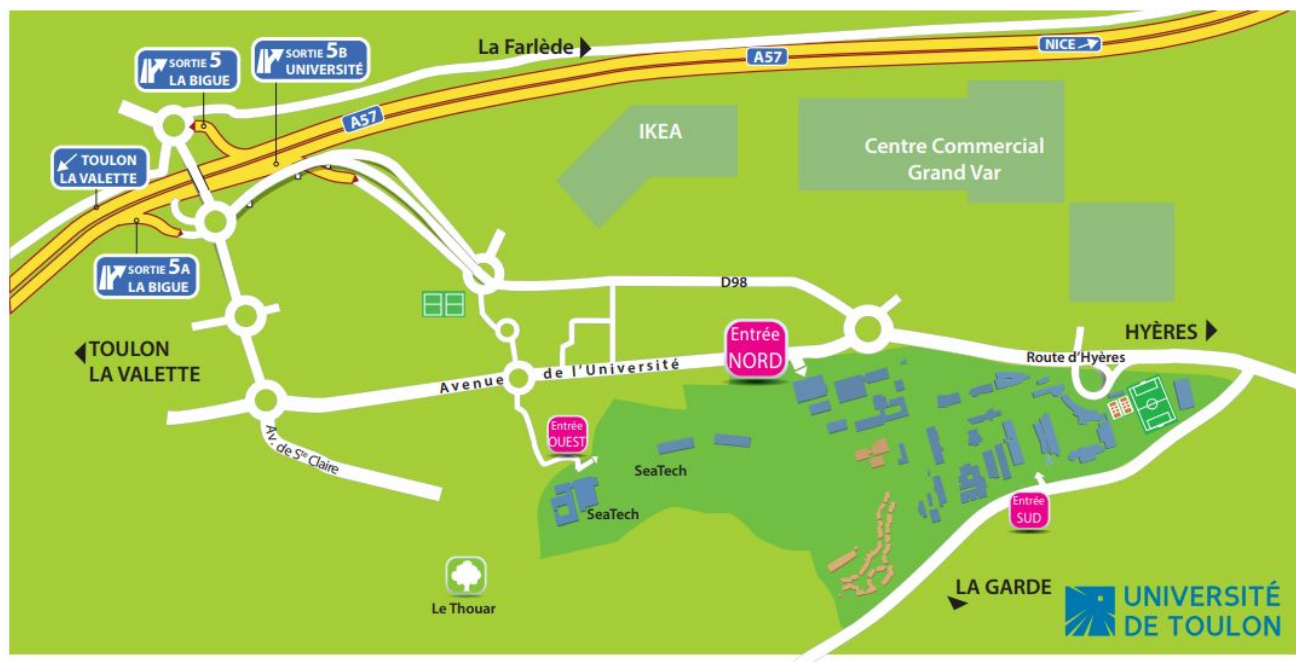 La Farlède
SORTIE 5
LA BIGUE
SORTIE 5B
UNIVERSITÉ
NICE
A57
A57
TOULON
LA VALETTE
IKEA
Centre Commercial
Grand Var
SORTIE 5A
LA BIGUE
D98
TOULON
LA VALETTE
Entrée
NORD
HYÈRES
Route d'Hyères
Avenue de l'Université
Av. de Ste Claire
Entrée
OUEST
SeaTech
SeaTech
Entrée
SUD
Le Thouar
LA GARDE
UNIVERSITÉ
DE TOULON